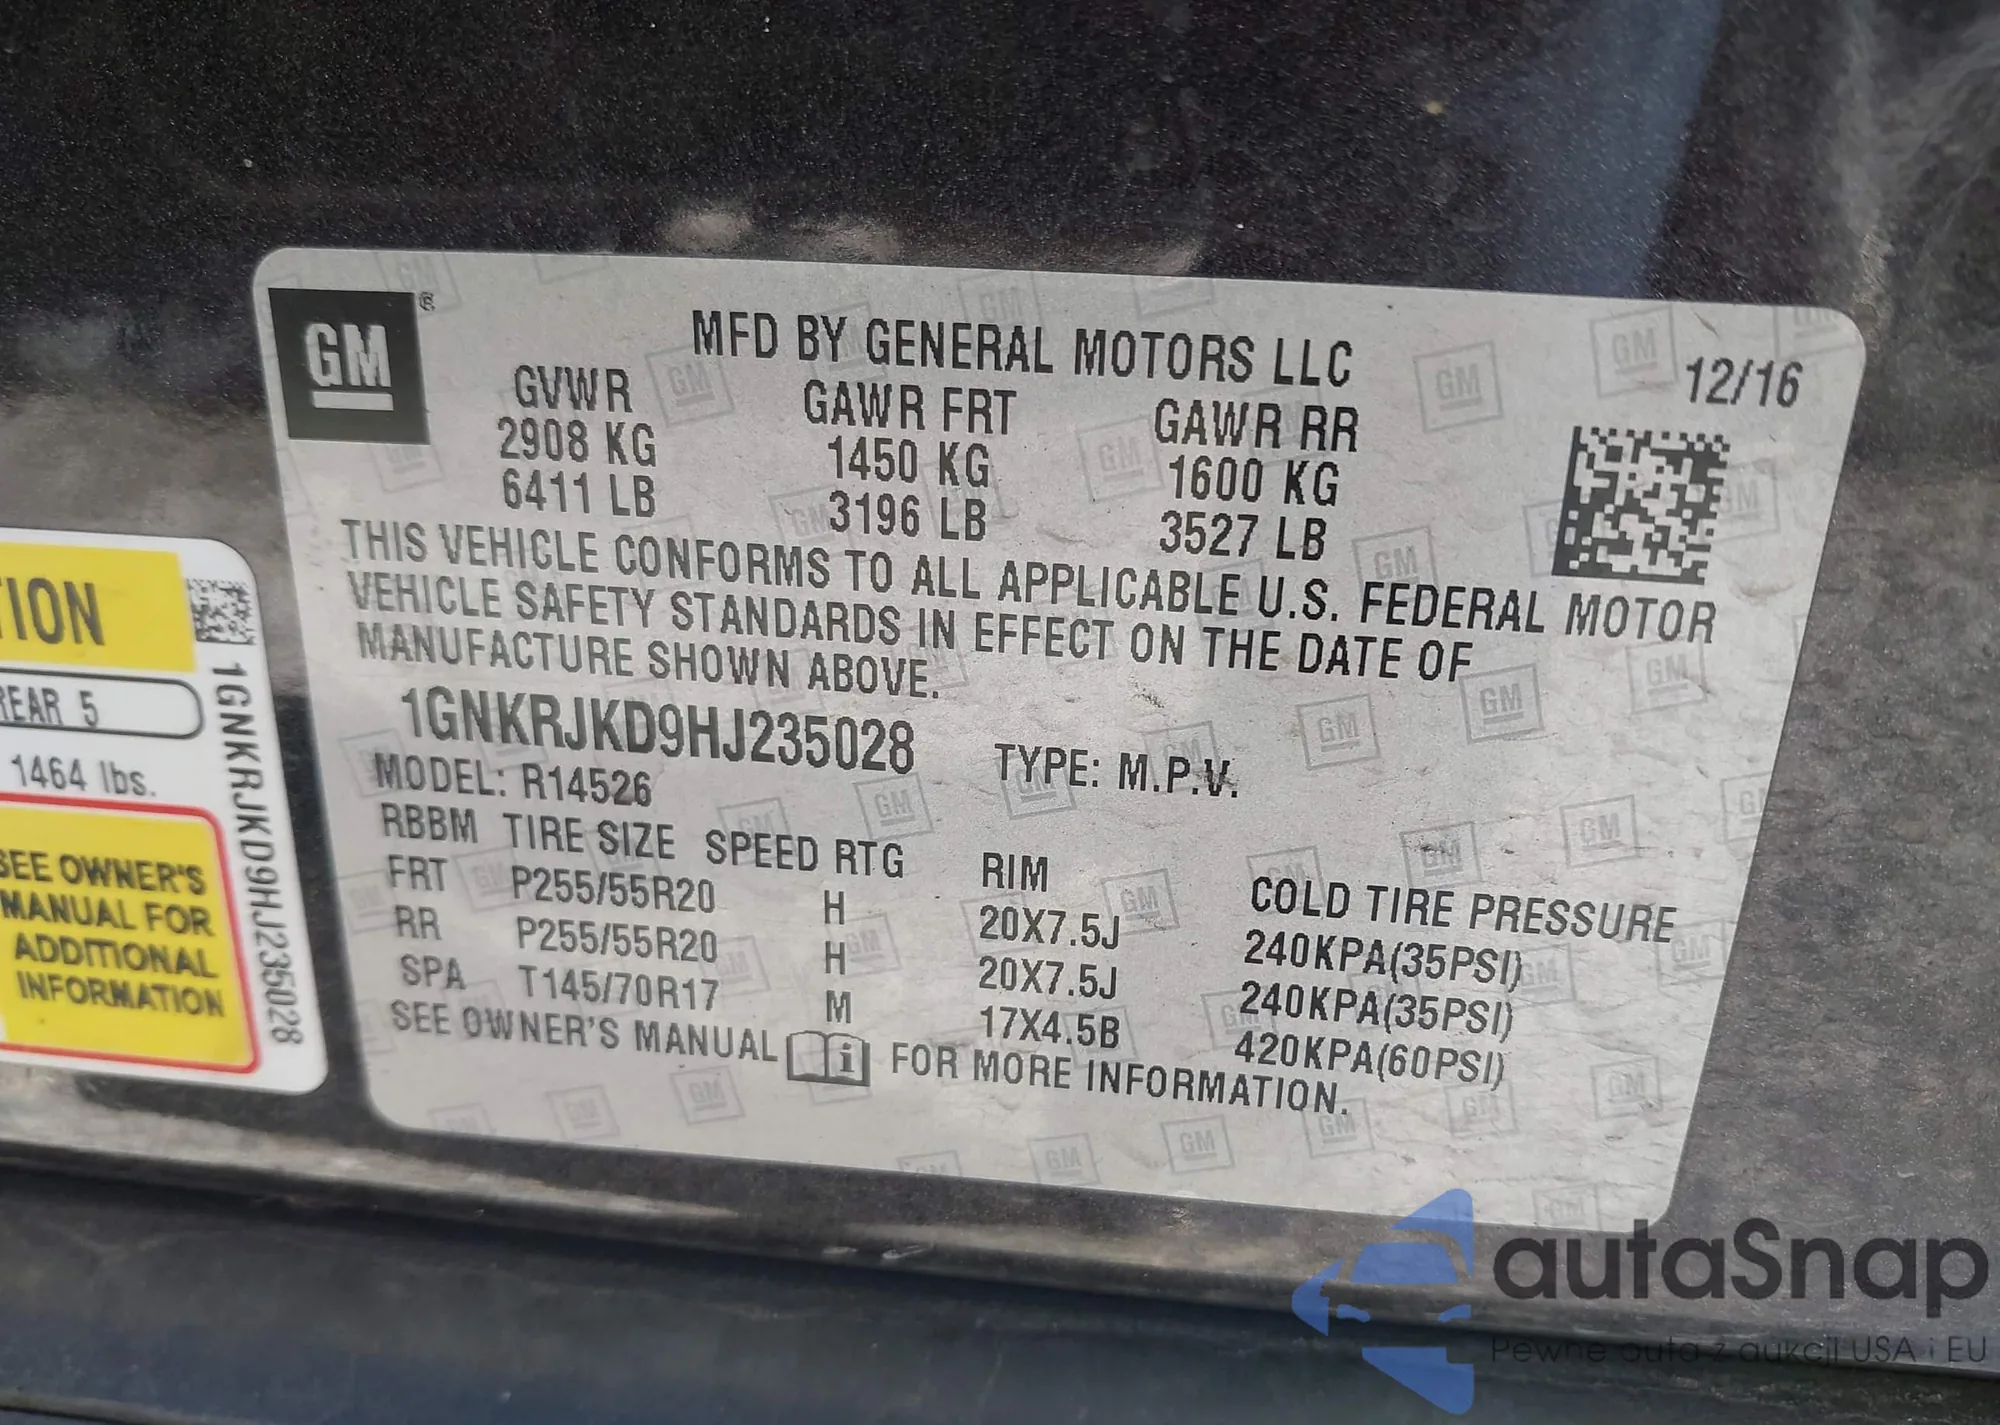 GM
®
MFD BY GENERAL MOTORS LLC
12/16
GVWR GAWR FRT GAWR RR
2908 KG 1450 KG 1600 KG
6411 LB 3196 LB 3527 LB
THIS VEHICLE CONFORMS TO ALL APPLICABLE U.S. FEDERAL MOTOR
VEHICLE SAFETY STANDARDS IN EFFECT ON THE DATE OF
MANUFACTURE SHOWN ABOVE.
1GNKRJKD9HJ235028 TYPE: M.P.V.
MODEL: R14526
RBBM TIRE SIZE SPEED RTG RIM COLD TIRE PRESSURE
FRT P255/55R20 H 20X7.5J 240KPA(35PSI)
RR P255/55R20 H 20X7.5J 240KPA(35PSI)
SPA T145/70R17 M 17X4.5B 420KPA(60PSI)
SEE OWNER'S MANUAL i FOR MORE INFORMATION.
TION
REAR 5
1464 lbs.
SEE OWNER'S
MANUAL FOR
ADDITIONAL
INFORMATION
1GNKRJKD9HJ235028
autaSnap
Pewne auta z aukcji USA i EU